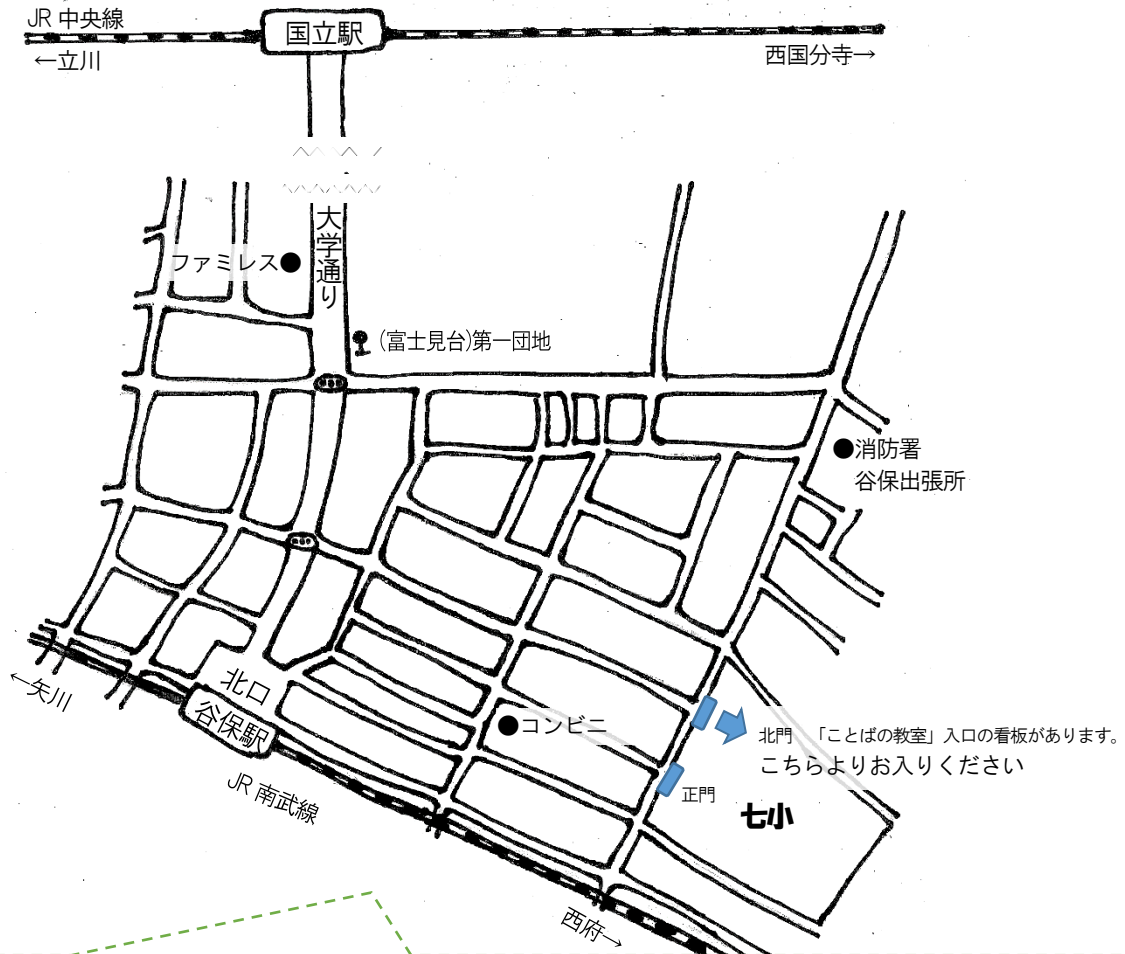 JR 中央線
国立駅
←立川
西国分寺→
大学通り
ファミレス
(富士見台)第一団地
消防署
谷保出張所
←矢川
北口
谷保駅
コンビニ
北門　「ことばの教室」入口の看板があります。
こちらよりお入りください
正門
七小
JR 南武線
西府→